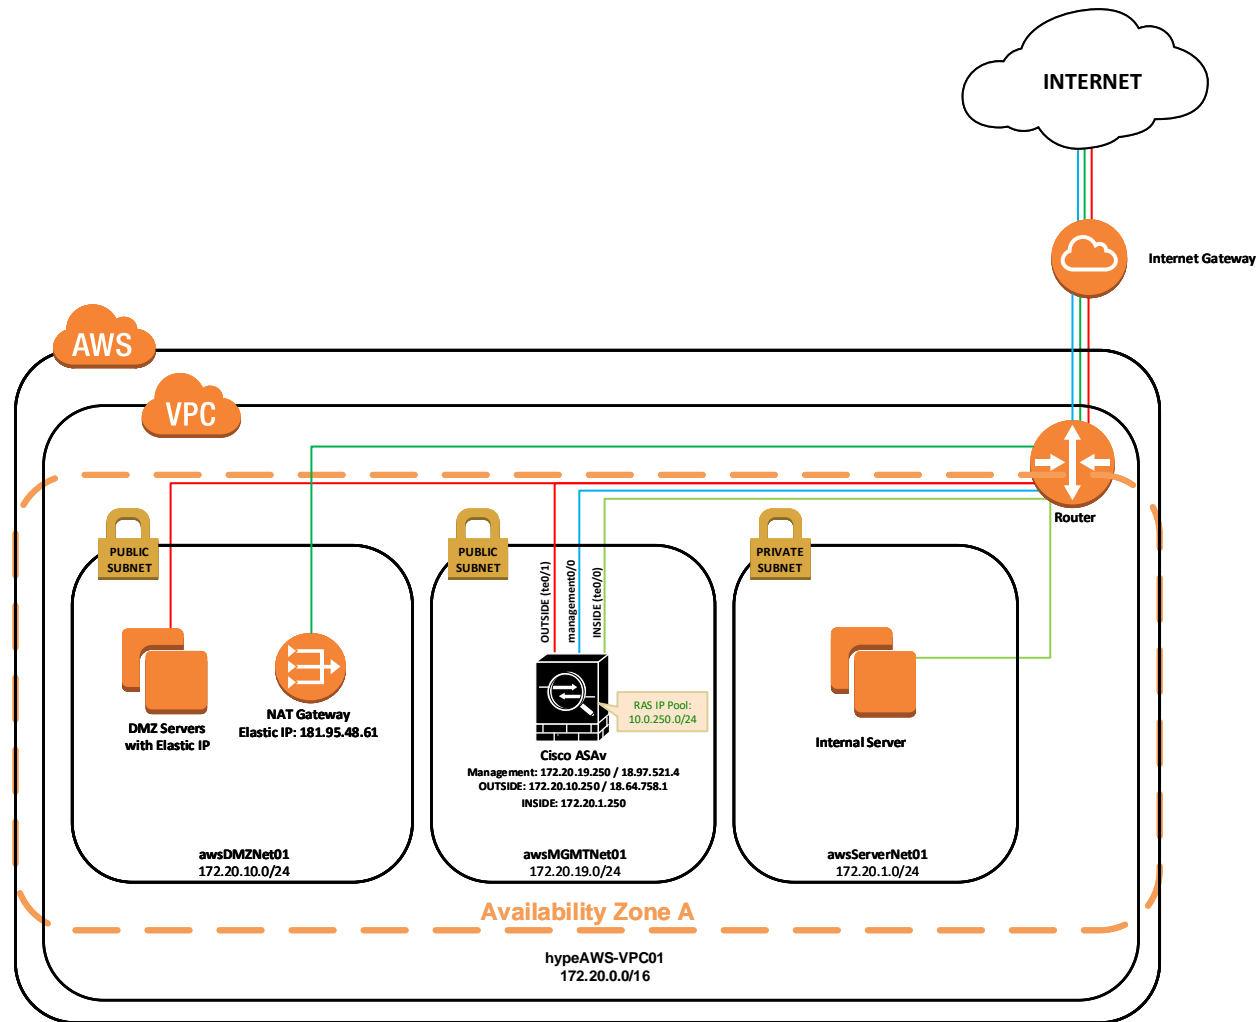 INTERNET
Internet Gateway
AWS
VPC
Router
PUBLIC
SUBNET
PUBLIC
SUBNET
PRIVATE
SUBNET
OUTSIDE (te0/1)
management0/0
INSIDE (te0/0)
DMZ Servers
with Elastic IP
NAT Gateway
Elastic IP: 181.95.48.61
RAS IP Pool:
10.0.250.0/24
Cisco ASAv
Management: 172.20.19.250 / 18.97.521.4
OUTSIDE: 172.20.10.250 / 18.64.758.1
INSIDE: 172.20.1.250
Internal Server
awsDMZNet01
172.20.10.0/24
awsMGMTNet01
172.20.19.0/24
awsServerNet01
172.20.1.0/24
Availability Zone A
hypeAWS-VPC01
172.20.0.0/16